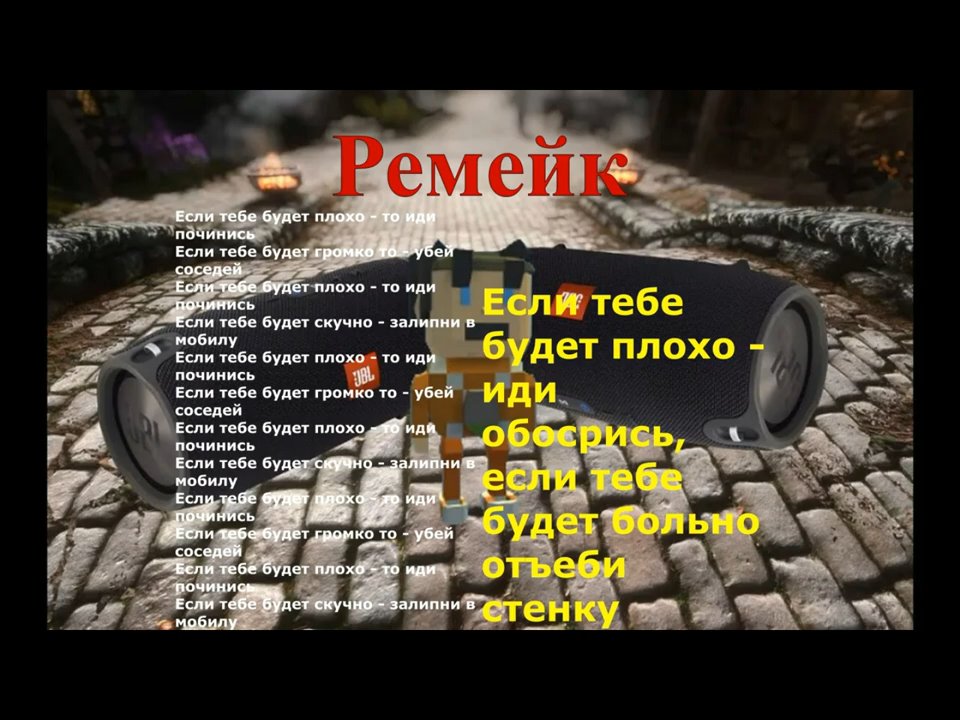 Ремейк
Если тебе будет плохо - то иди
починись
Если тебе будет громко то - убей
соседей
Если тебе будет плохо - то иди
починись
Если тебе будет скучно - залипни в
мобилу
Если тебе будет плохо - то иди
починись
Если тебе будет громко то - убей
соседей
Если тебе будет плохо - то иди
починись
Если тебе будет скучно - залипни в
мобилу
Если тебе будет плохо - то иди
починись
Если тебе будет громко то - убей
соседей
Если тебе будет плохо - то иди
починись
Если тебе будет скучно - залипни в
мобилу
Если тебе
будет плохо -
иди
обосрись,
если тебе
будет больно
отъеби
стенку
JBL
JBL